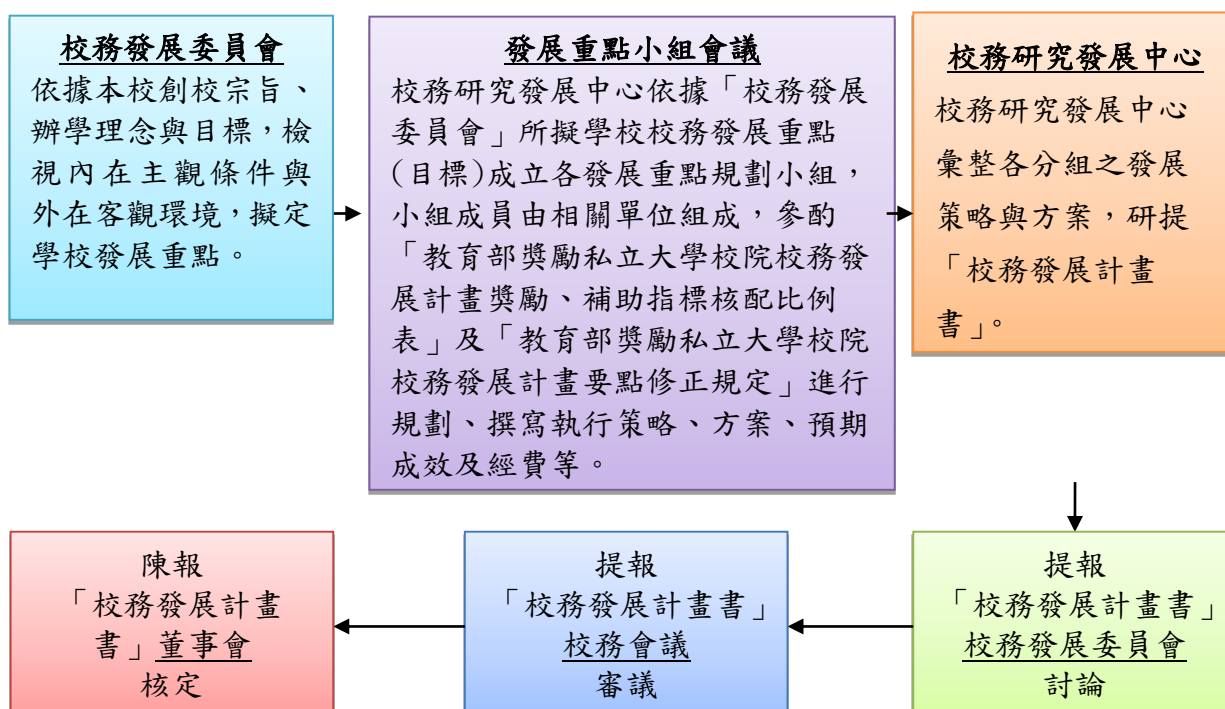 校務發展委員會
依據本校創校宗旨、
辦學理念與目標，檢
視內在主觀條件與
外在客觀環境，擬定
學校發展重點。
發展重點小組會議
校務研究發展中心依據「校務發展
委員會」所擬學校校務發展重點
(目標)成立各發展重點規劃小組，
小組成員由相關單位組成，參酌
「教育部獎勵私立大學校院校務發
展計畫獎勵、補助指標核配比例
表」及「教育部獎勵私立大學校院
校務發展計畫要點修正規定」進行
規劃、撰寫執行策略、方案、預期
成效及經費等。
校務研究發展中心
校務研究發展中心
彙整各分組之發展
策略與方案，研提
「校務發展計畫
書」。
提報
「校務發展計畫書」
校務發展委員會
討論
提報
「校務發展計畫書」
校務會議
審議
陳報
「校務發展計畫
書」董事會
核定